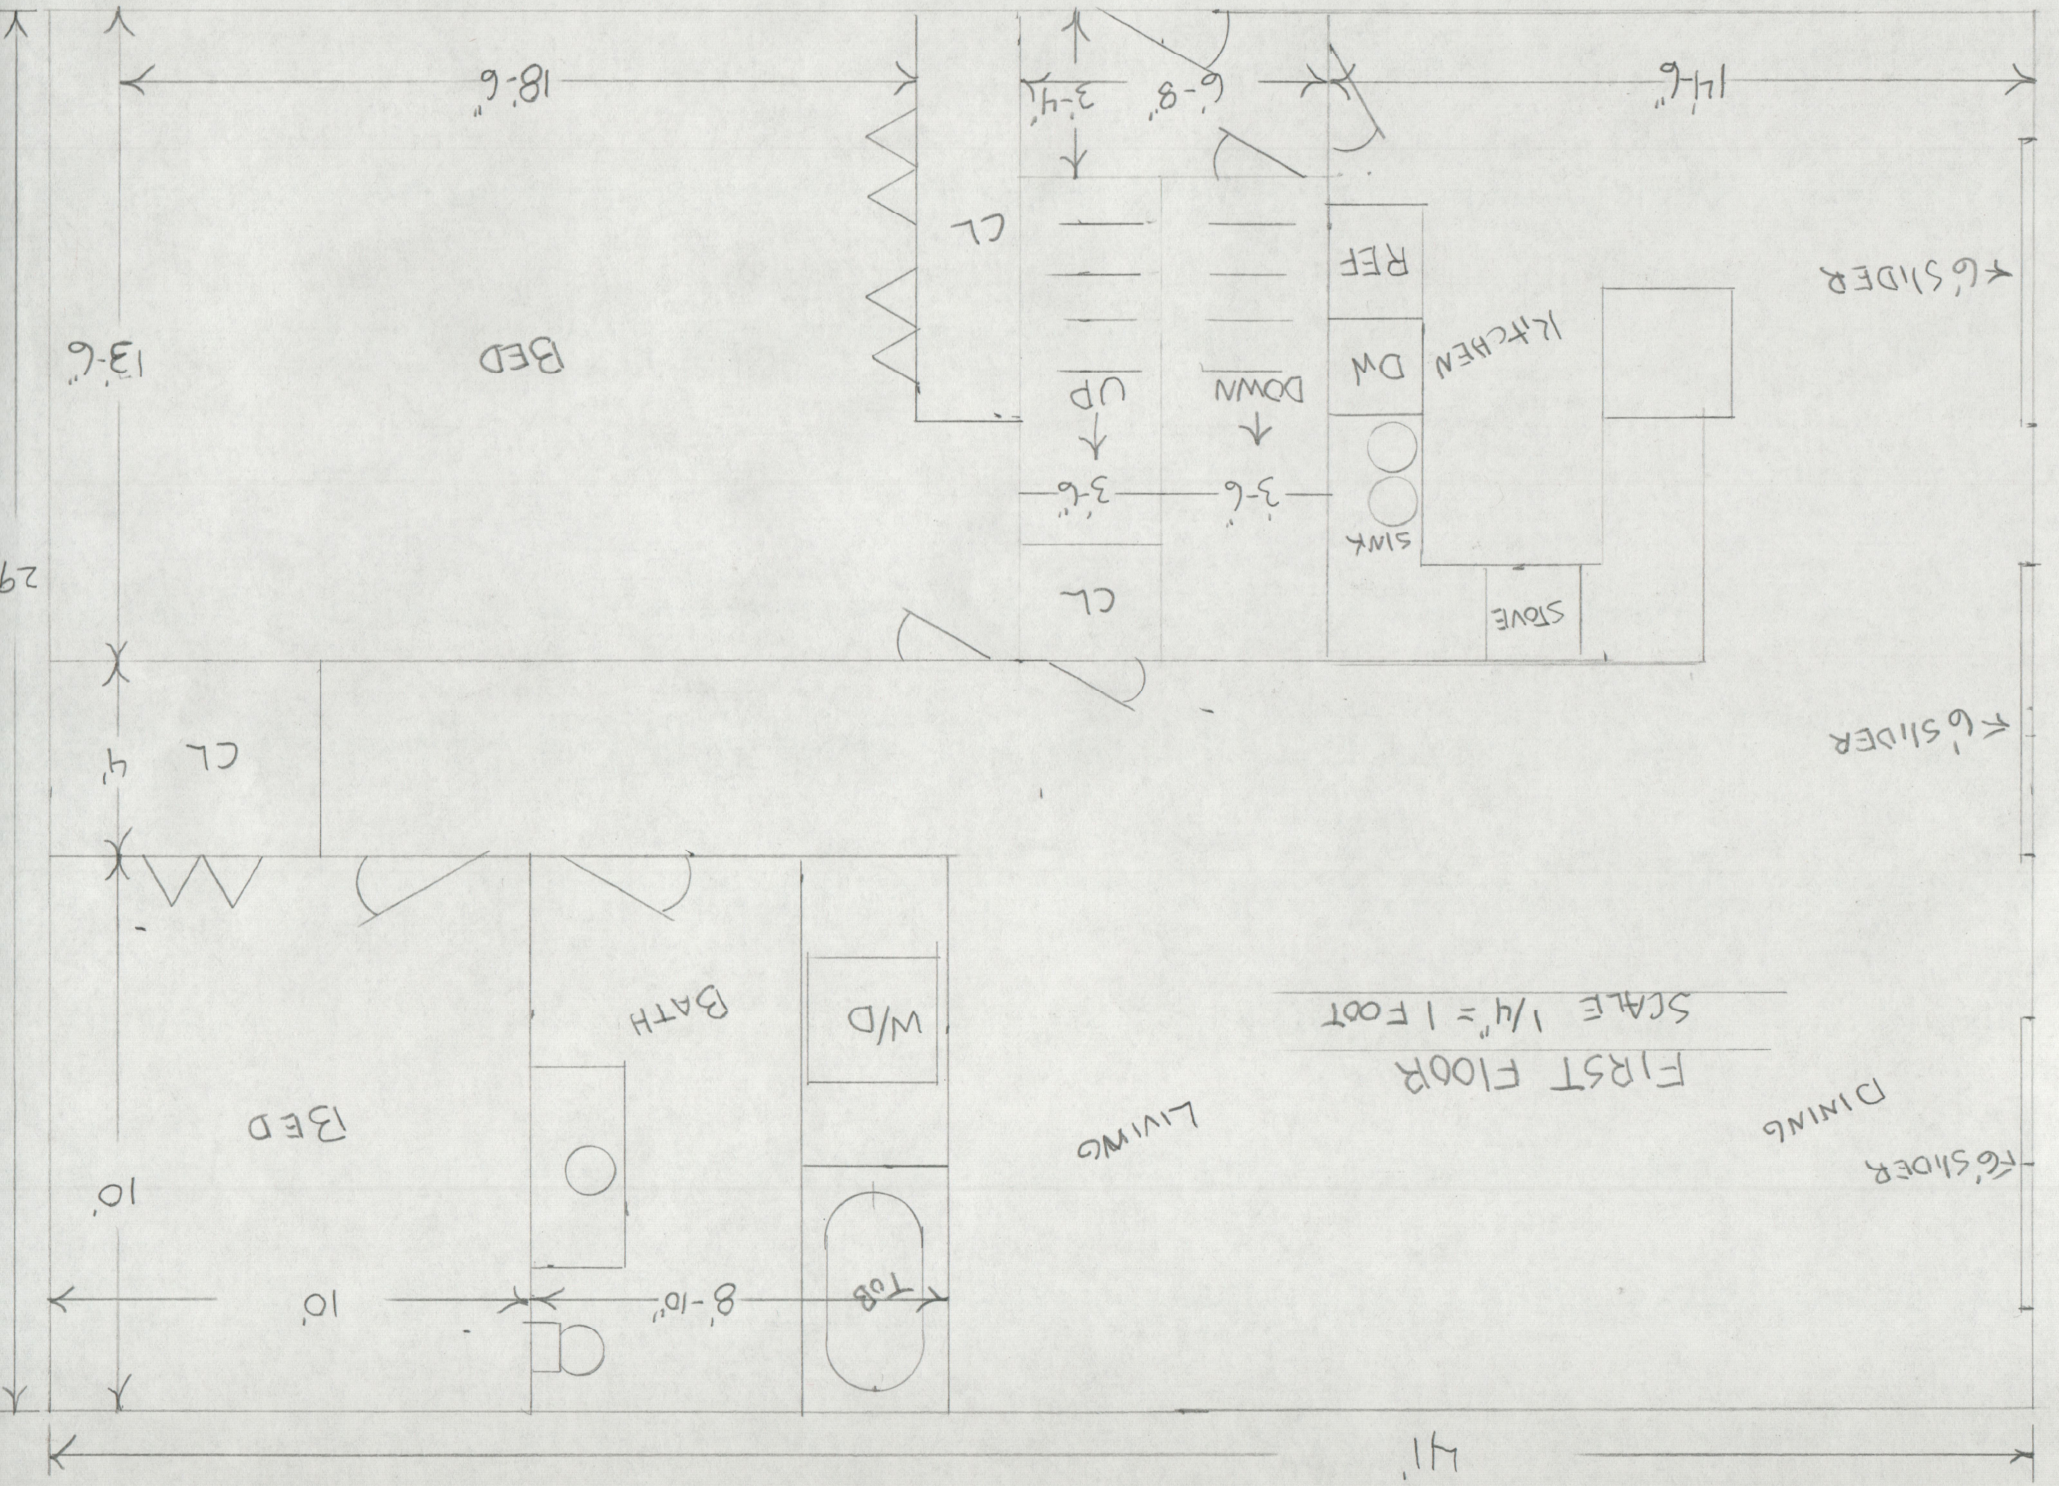 41'
TUB
8'-10"
10'
10'
6' SLIDER
DINING
LIVING
BED
FIRST FLOOR
SCALE 1/4" = 1 FOOT
W/D
BATH
6' SLIDER
CL
4'
STOVE
CL
29
SINK
3'-6"
3'-6"
DOWN
UP
DW
KITCHEN
BED
13'-6"
6' SLIDER
REF
CL
14'-6"
6'-8"
3'-4"
18'-6"